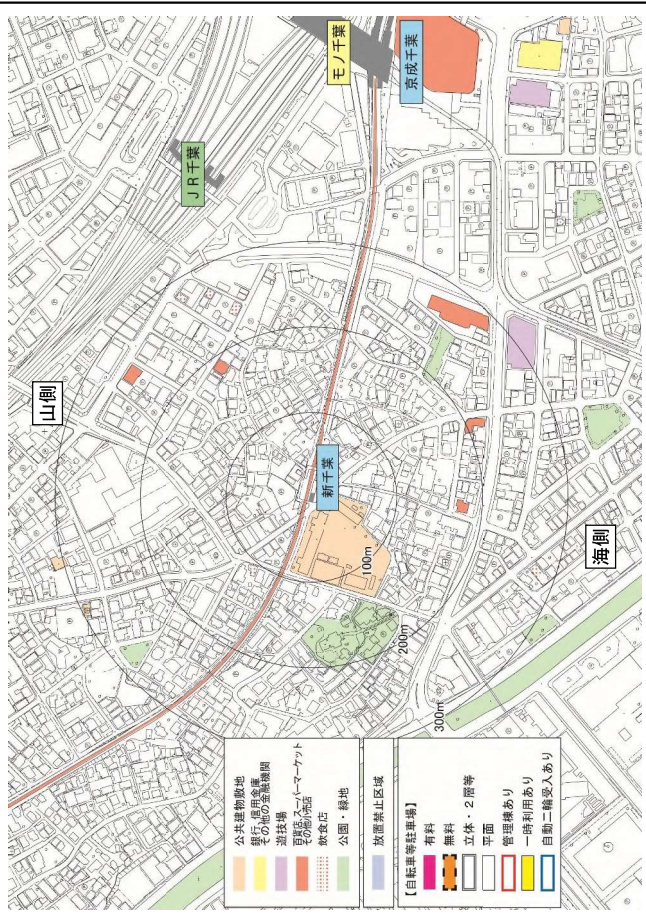 モノ千葉
京成千葉
JR千葉
山側
新千葉
100m
200m
300m
海側
公共建物敷地
銀行、信用金庫
その他の金融機関
遊技場
百貨店、スーパーマーケット
その他小売店
飲食店
公園・緑地
放置禁止区域
【自転車等駐車場】
有料
無料
立体・2層等
平面
管理棟あり
一時利用あり
自動二輪受入あり